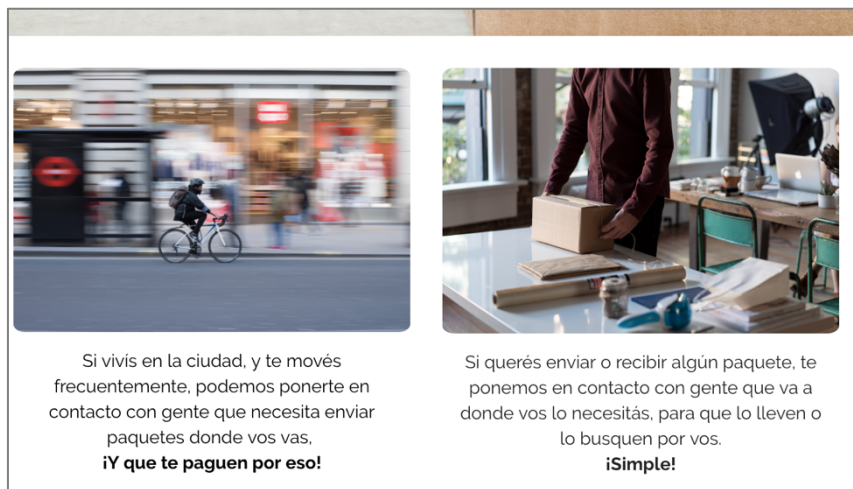 Si vivís en la ciudad, y te movés
frecuentemente, podemos ponerte en
contacto con gente que necesita enviar
paquetes donde vos vas,
¡Y que te paguen por eso!
Si querés enviar o recibir algún paquete, te
ponemos en contacto con gente que va a
donde vos lo necesitás, para que lo lleven o
lo busquen por vos.
¡Simple!